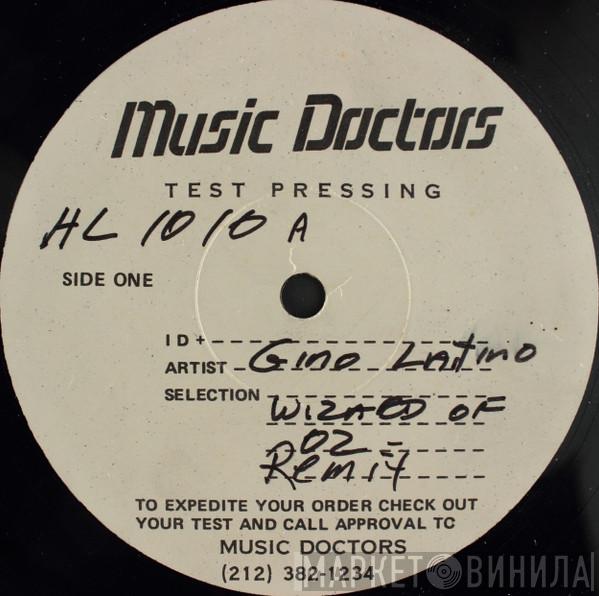 Music Doctors
TEST PRESSING
HL 1010 A
SIDE ONE
ID +
ARTIST - Gino Latino
SELECTION
WIZARD OF
OZ -
Remix
TO EXPEDITE YOUR ORDER CHECK OUT
YOUR TEST AND CALL APPROVAL TO
MUSIC DOCTORS
(212) 382-1234
МАРКЕТ ВИНИЛА